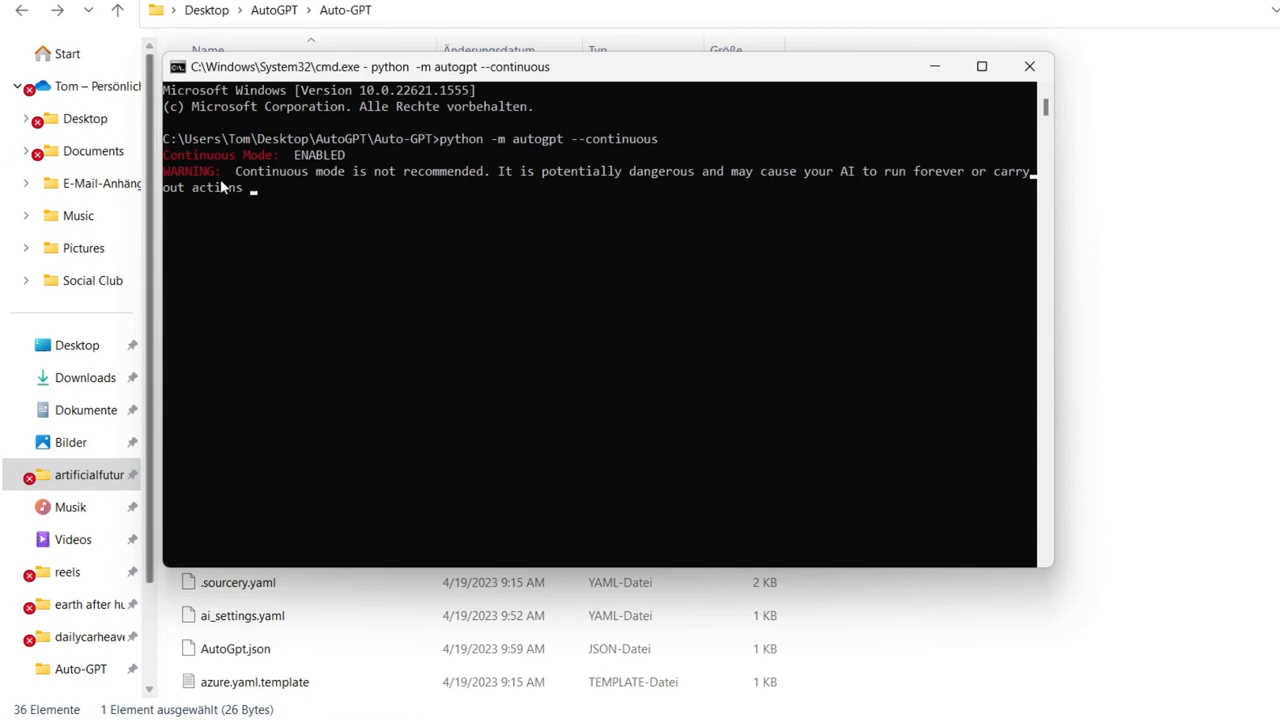 Desktop > AutoGPT > Auto-GPT
Start
Tom – Persönlich
Desktop
Documents
E-Mail-Anhäng
Music
Pictures
Social Club
Desktop
Downloads
Dokumente
Bilder
artificialfutur
Musik
Videos
reels
earth after hu
dailycarheave
Auto-GPT
Name Änderungsdatum Typ Größe
C:\Windows\System32\cmd.exe - python -m autogpt --continuous
Microsoft Windows [Version 10.0.22621.1555]
(c) Microsoft Corporation. Alle Rechte vorbehalten.
C:\Users\Tom\Desktop\AutoGPT\Auto-GPT>python -m autogpt --continuous
Continuous Mode: ENABLED
WARNING: Continuous mode is not recommended. It is potentially dangerous and may cause your AI to run forever or carry
out actions
.sourcery.yaml 4/19/2023 9:15 AM YAML-Datei 2 KB
ai_settings.yaml 4/19/2023 9:52 AM YAML-Datei 1 KB
AutoGpt.json 4/19/2023 9:59 AM JSON-Datei 1 KB
azure.yaml.template 4/19/2023 9:15 AM TEMPLATE-Datei 1 KB
36 Elemente 1 Element ausgewählt (26 Bytes)